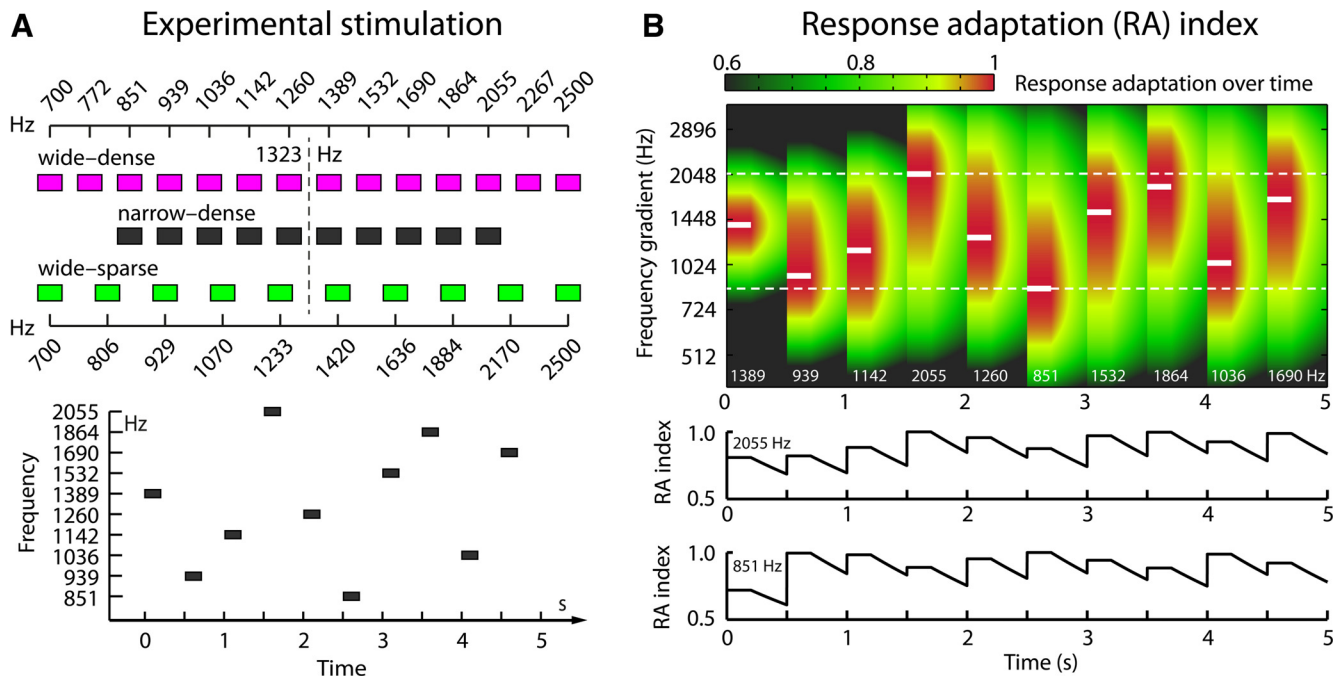 A Experimental stimulation
700 772 851 939 1036 1142 1260 1389 1532 1690 1864 2055 2267 2500
Hz
wide–dense 1323 Hz
narrow–dense
wide–sparse
Hz
700 806 929 1070 1233 1420 1636 1884 2170 2500
Frequency
Hz
2055
1864
1690
1532
1389
1260
1142
1036
939
851
s
0 1 2 3 4 5
Time
B Response adaptation (RA) index
0.6 0.8 1
Response adaptation over time
Frequency gradient (Hz)
2896
2048
1448
1024
724
512
1389 939 1142 2055 1260 851 1532 1864 1036 1690 Hz
0 1 2 3 4 5
RA index
1.0
2055 Hz
0.5
0 1 2 3 4 5
RA index
1.0
851 Hz
0.5
0 1 2 3 4 5
Time (s)